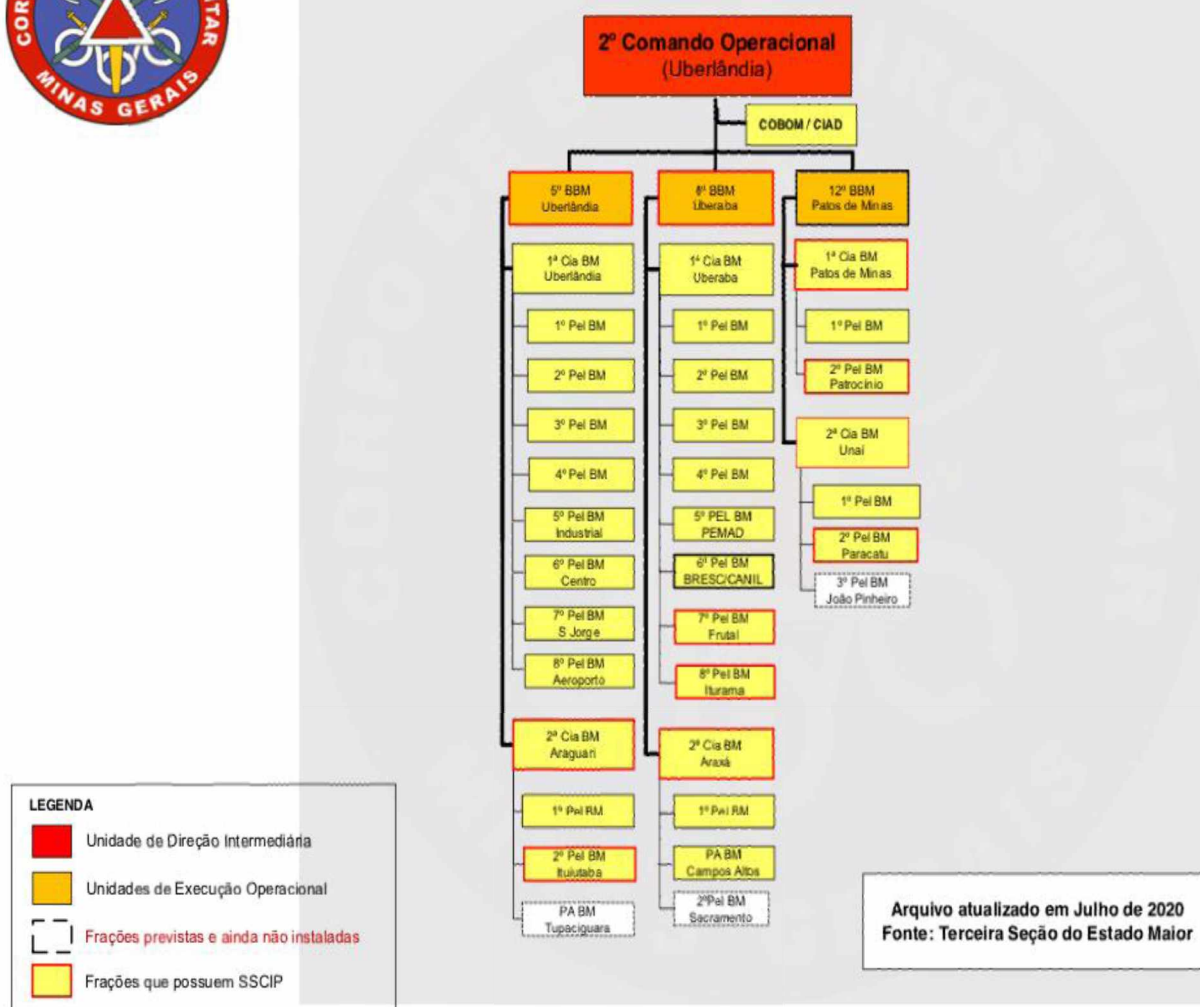 COR
ITAR
MINAS GERAIS
2º Comando Operacional
(Uberlândia)
COBOM / CIAD
5º BBM
Uberlândia
8º BBM
Uberaba
12º BBM
Patos de Minas
1ª Cia BM
Uberlândia
1º Pel BM
2º Pel BM
3º Pel BM
4º Pel BM
5º Pel BM
Industrial
6º Pel BM
Centro
7º Pel BM
S Jorge
8º Pel BM
Aeroporto
2ª Cia BM
Araguari
1º Pel BM
2º Pel BM
Ituiutaba
PA BM
Tupaciguara
1ª Cia BM
Uberaba
1º Pel BM
2º Pel BM
3º Pel BM
4º Pel BM
5º PEL BM
PEMAD
6º Pel BM
BRESC/CANIL
7º Pel BM
Frutal
8º Pel BM
Iturama
2ª Cia BM
Araxá
1º Pel BM
PA BM
Campos Altos
2ºPel BM
Sacramento
1ª Cia BM
Patos de Minas
1º Pel BM
2º Pel BM
Patrocínio
2ª Cia BM
Unaí
1º Pel BM
2º Pel BM
Paracatu
3º Pel BM
João Pinheiro
LEGENDA
Unidade de Direção Intermediária
Unidades de Execução Operacional
Frações previstas e ainda não instaladas
Frações que possuem SSCIP
Arquivo atualizado em Julho de 2020
Fonte: Terceira Seção do Estado Maior